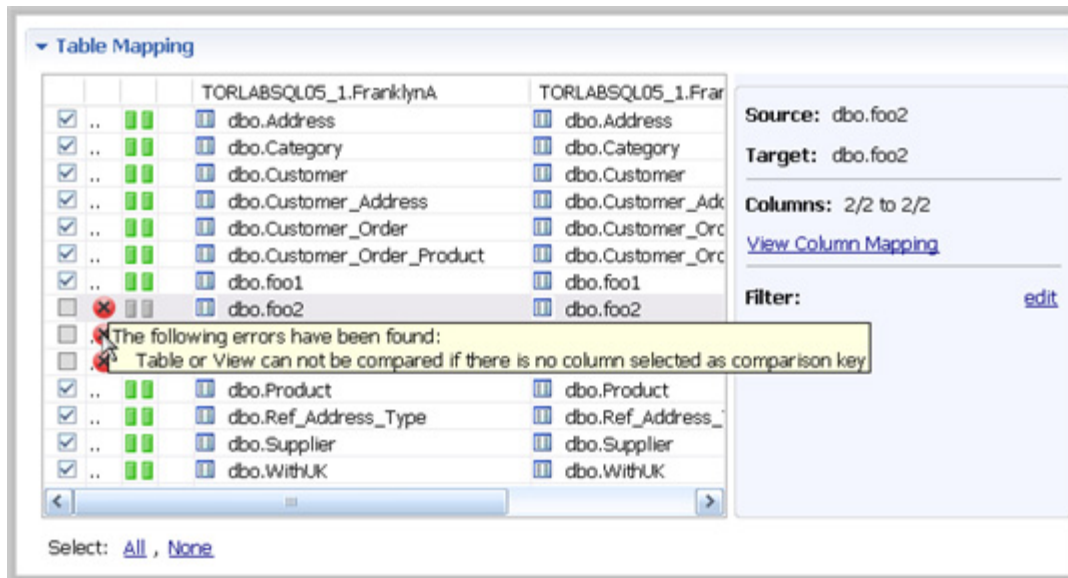 Table Mapping
TORLABSQL05_1.FranklynA TORLABSQL05_1.Fran
.. dbo.Address dbo.Address
.. dbo.Category dbo.Category
.. dbo.Customer dbo.Customer
.. dbo.Customer_Address dbo.Customer_Add
.. dbo.Customer_Order dbo.Customer_Orc
.. dbo.Customer_Order_Product dbo.Customer_Orc
.. dbo.foo1 dbo.foo1
dbo.foo2 dbo.foo2
The following errors have been found:
Table or View can not be compared if there is no column selected as comparison key
.. dbo.Product dbo.Product
.. dbo.Ref_Address_Type dbo.Ref_Address_
.. dbo.Supplier dbo.Supplier
.. dbo.WithUK dbo.WithUK
Select: All , None
Source: dbo.foo2
Target: dbo.foo2
Columns: 2/2 to 2/2
View Column Mapping
Filter: edit